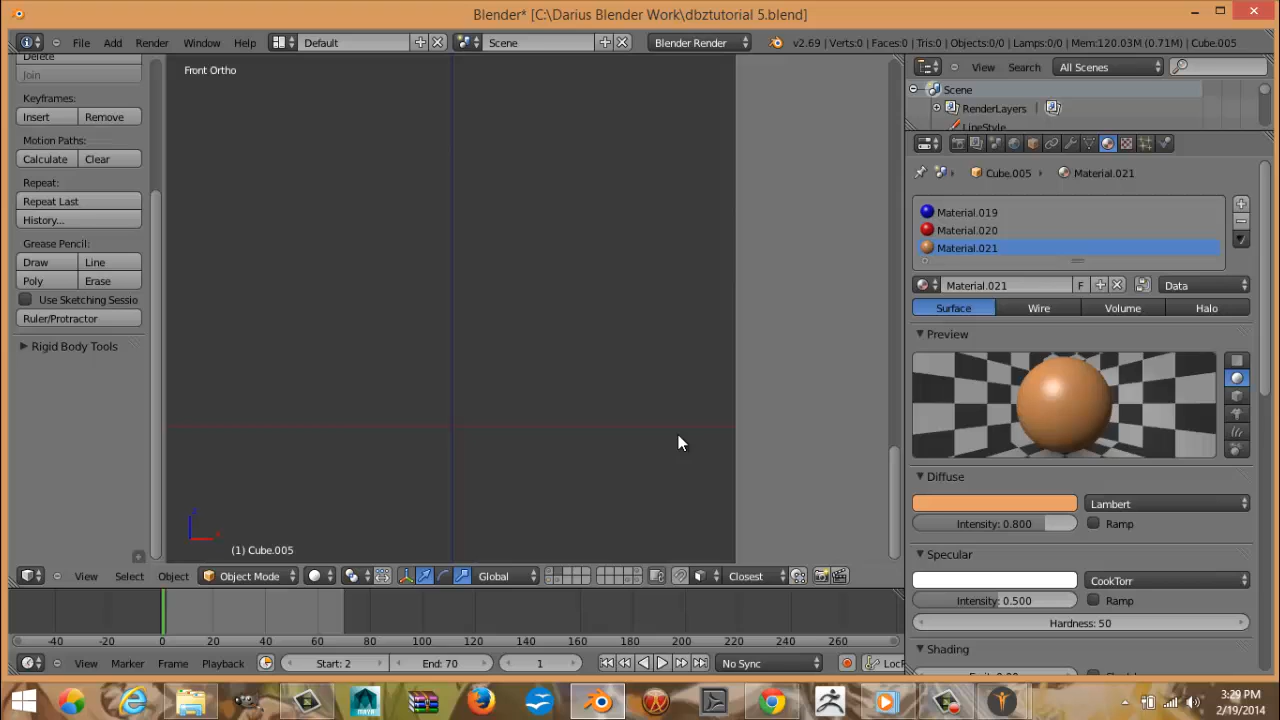 Blender* [C:\Darius Blender Work\dbztutorial 5.blend]
File Add Render Window Help Default Scene Blender Render v2.69 | Verts:0 | Faces:0 | Tris:0 | Objects:0/0 | Lamps:0/0 | Mem:120.03M (0.71M) | Cube.005
Delete
Join
Keyframes:
Insert Remove
Motion Paths:
Calculate Clear
Repeat:
Repeat Last
History...
Grease Pencil:
Draw Line
Poly Erase
Use Sketching Sessio
Ruler/Protractor
Rigid Body Tools
Front Ortho
(1) Cube.005
View Select Object Object Mode Global Closest
-40 -20 0 20 40 60 80 100 120 140 160 180 200 220 240 260
View Marker Frame Playback Start: 2 End: 70 1 No Sync
View Search All Scenes
Scene
RenderLayers
LineStyle
Cube.005 Material.021
Material.019
Material.020
Material.021
Material.021 F Data
Surface Wire Volume Halo
Preview
Diffuse
Lambert
Intensity: 0.800 Ramp
Specular
CookTorr
Intensity: 0.500 Ramp
Hardness: 50
Shading
3:29 PM
2/19/2014